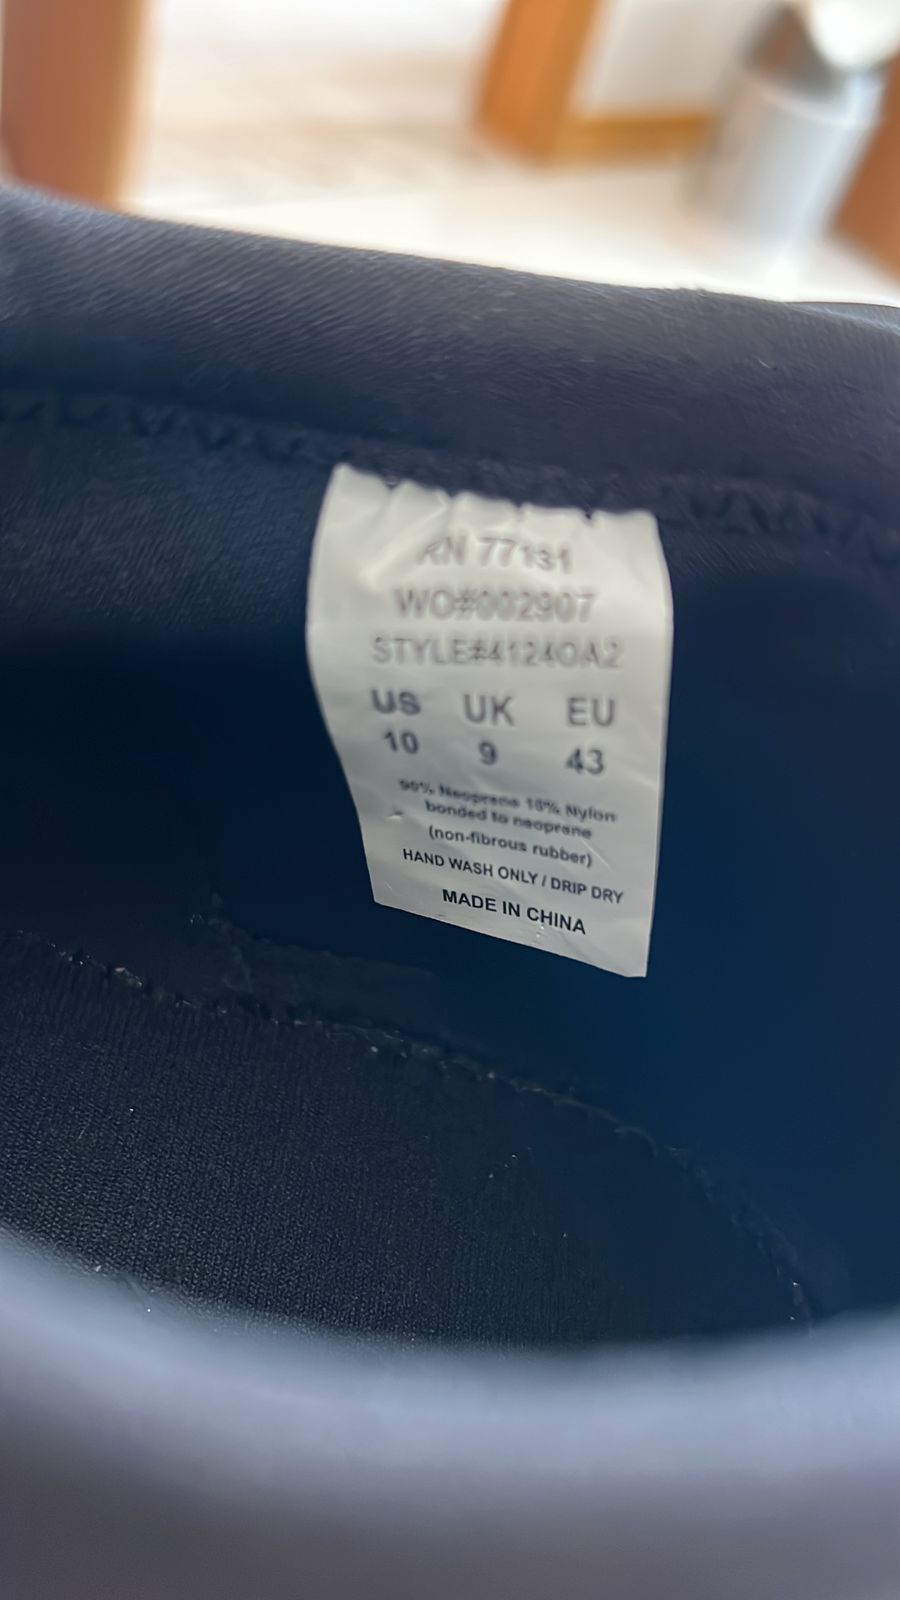 RN 77131
WO#002907
STYLE#41240A2
US UK EU
10 9 43
90% Neoprene 10% Nylon
bonded to neoprene
(non-fibrous rubber)
HAND WASH ONLY / DRIP DRY
MADE IN CHINA